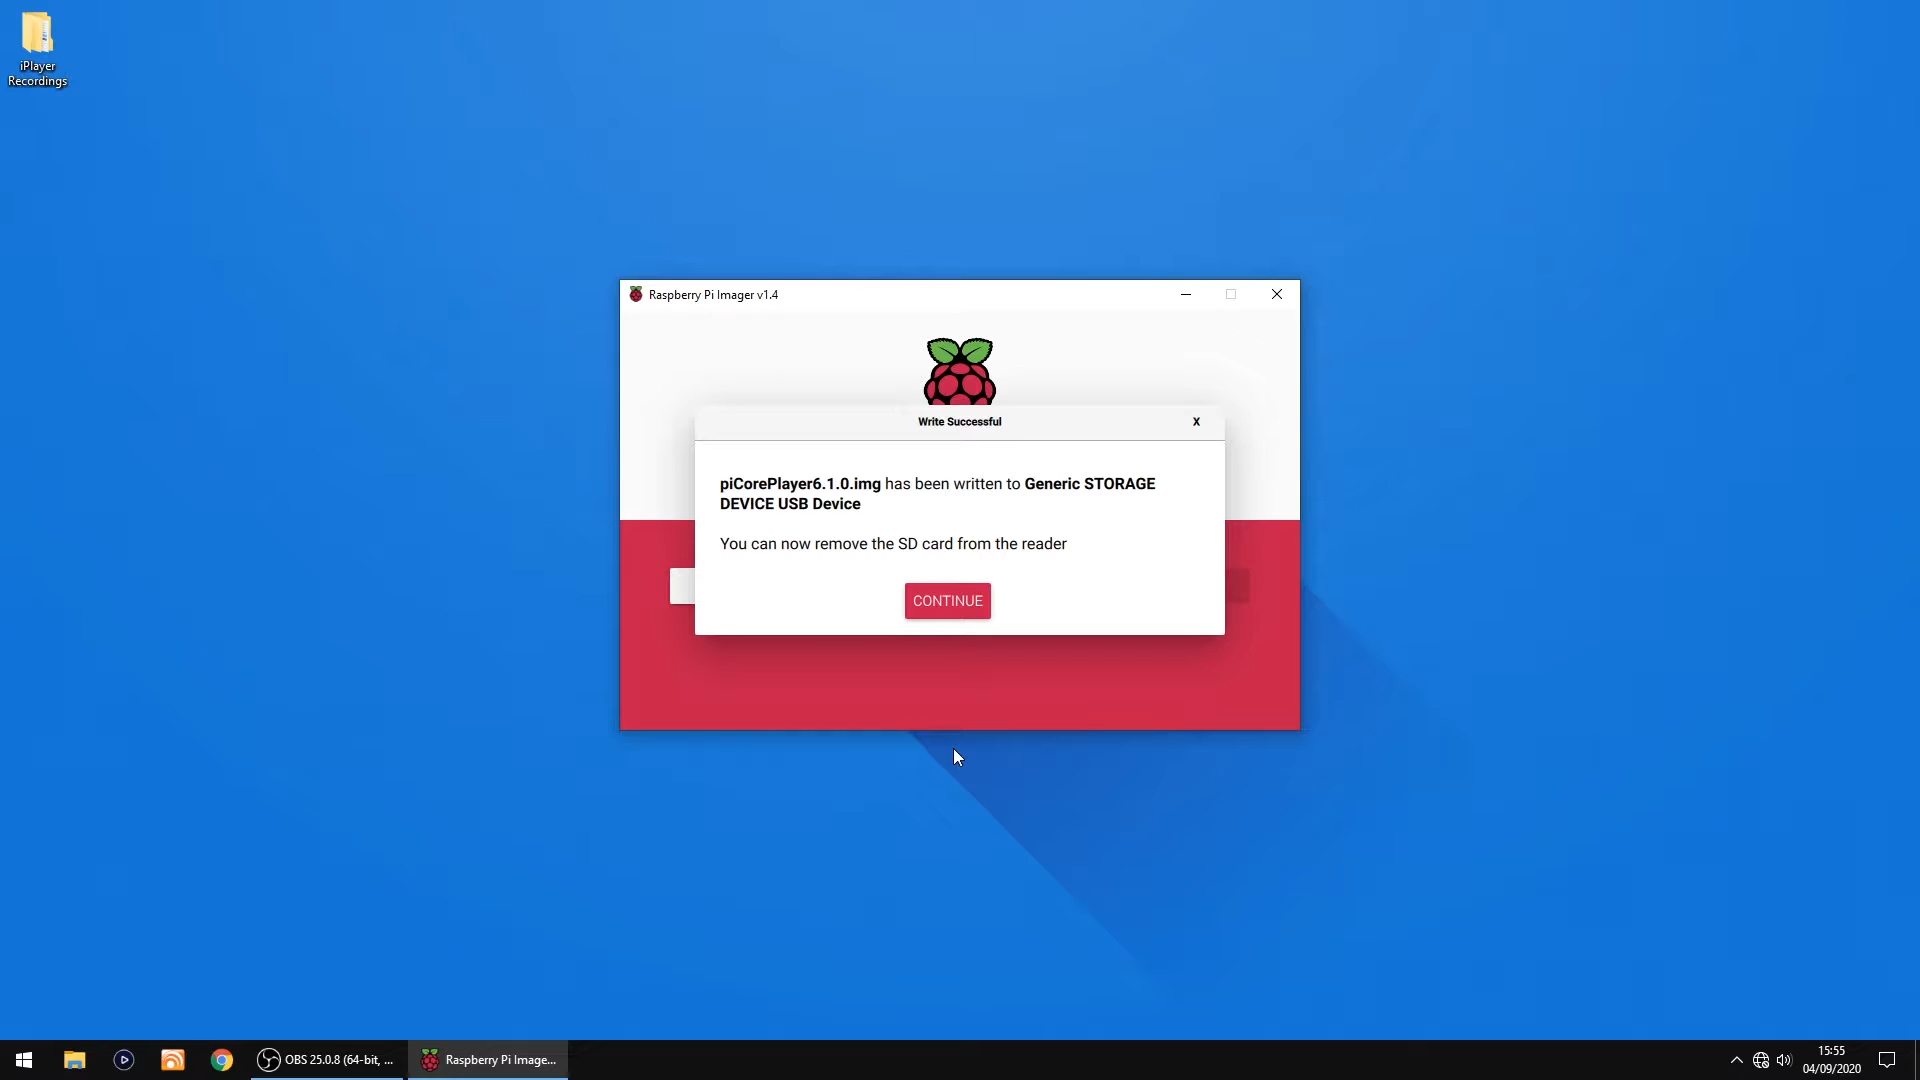 iPlayer
Recordings
Raspberry Pi Imager v1.4
Write Successful
X
piCorePlayer6.1.0.img has been written to Generic STORAGE
DEVICE USB Device
You can now remove the SD card from the reader
CONTINUE
OBS 25.0.8 (64-bit, ...
Raspberry Pi Image...
15:55
04/09/2020